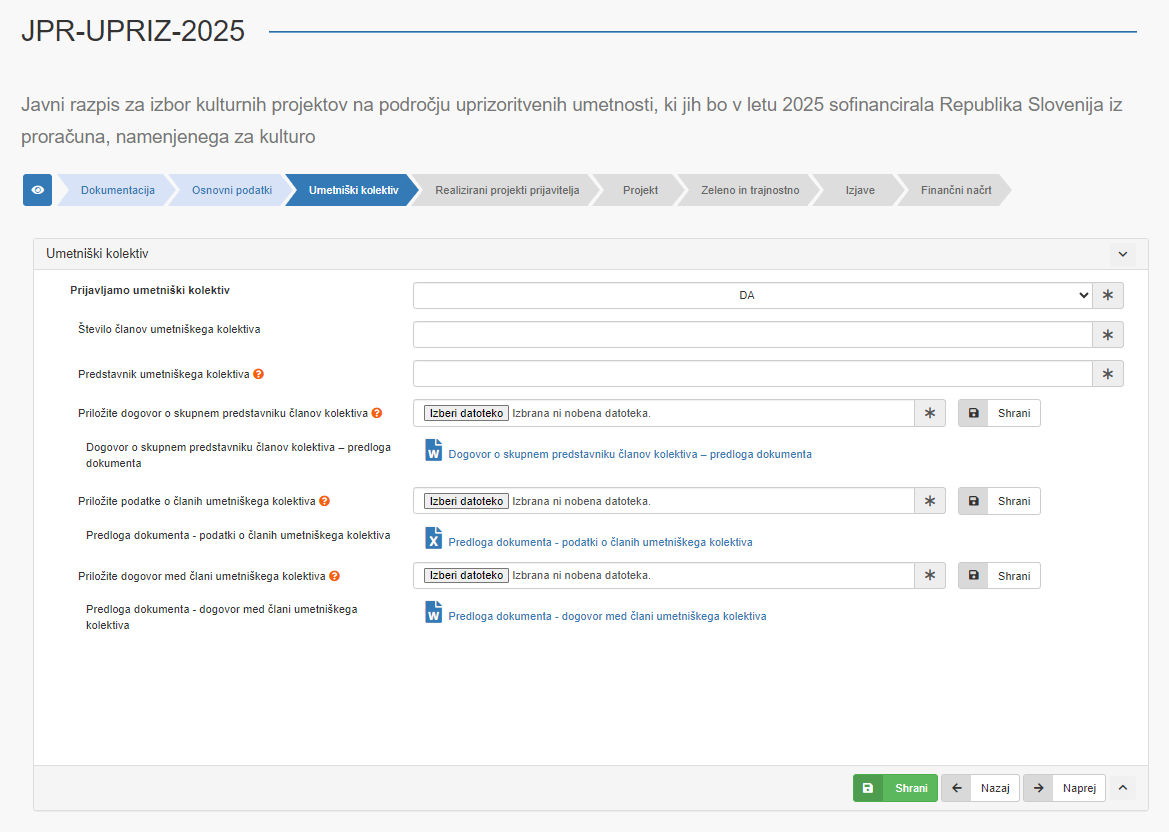 JPR-UPRIZ-2025
Javni razpis za izbor kulturnih projektov na področju uprizoritvenih umetnosti, ki jih bo v letu 2025 sofinancirala Republika Slovenija iz
proračuna, namenjenega za kulturo
Dokumentacija Osnovni podatki Umetniški kolektiv Realizirani projekti prijavitelja Projekt Zeleno in trajnostno Izjave Finančni načrt
Umetniški kolektiv
Prijavljamo umetniški kolektiv DA
Število članov umetniškega kolektiva
Predstavnik umetniškega kolektiva
Priložite dogovor o skupnem predstavniku članov kolektiva Izberi datoteko Izbrana ni nobena datoteka. Shrani
Dogovor o skupnem predstavniku članov kolektiva – predloga
dokumenta
Dogovor o skupnem predstavniku članov kolektiva – predloga dokumenta
Priložite podatke o članih umetniškega kolektiva Izberi datoteko Izbrana ni nobena datoteka. Shrani
Predloga dokumenta - podatki o članih umetniškega kolektiva Predloga dokumenta - podatki o članih umetniškega kolektiva
Priložite dogovor med člani umetniškega kolektiva Izberi datoteko Izbrana ni nobena datoteka. Shrani
Predloga dokumenta - dogovor med člani umetniškega
kolektiva
Predloga dokumenta - dogovor med člani umetniškega kolektiva
Shrani Nazaj Naprej